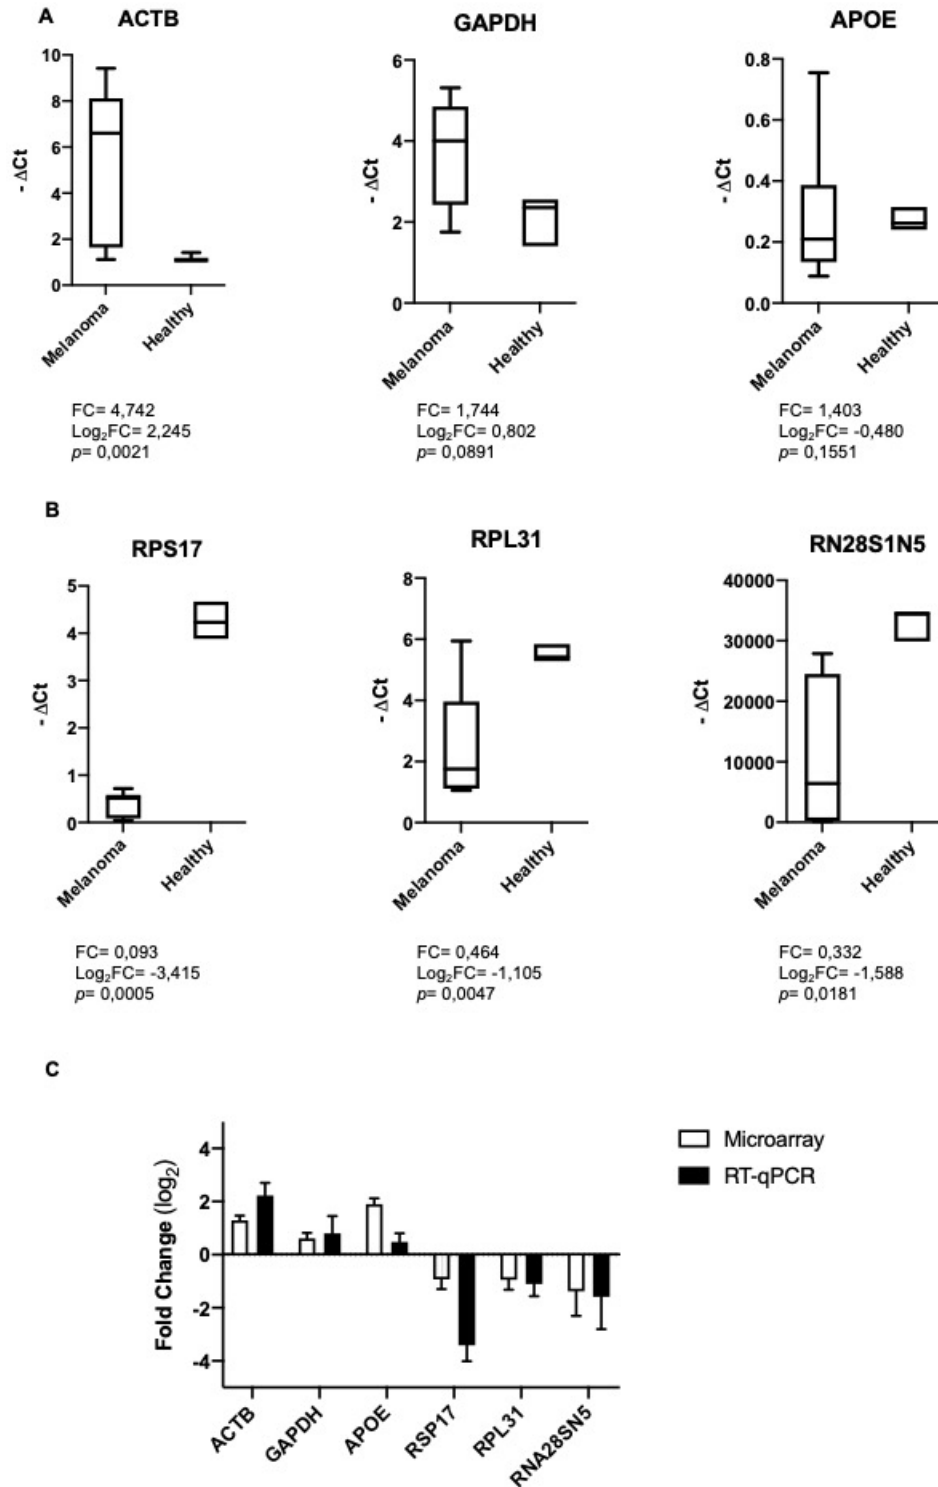 A
ACTB
10
8
6
4
2
0
- ΔCt
Melanoma
Healthy
FC= 4,742
Log₂FC= 2,245
p= 0,0021
GAPDH
6
4
2
0
- ΔCt
Melanoma
Healthy
FC= 1,744
Log₂FC= 0,802
p= 0,0891
APOE
0.8
0.6
0.4
0.2
0.0
- ΔCt
Melanoma
Healthy
FC= 1,403
Log₂FC= -0,480
p= 0,1551
B
RPS17
5
4
3
2
1
0
- ΔCt
Melanoma
Healthy
FC= 0,093
Log₂FC= -3,415
p= 0,0005
RPL31
8
6
4
2
0
- ΔCt
Melanoma
Healthy
FC= 0,464
Log₂FC= -1,105
p= 0,0047
RN28S1N5
40000
30000
20000
10000
0
- ΔCt
Melanoma
Healthy
FC= 0,332
Log₂FC= -1,588
p= 0,0181
C
Fold Change (log₂)
4
2
0
-2
-4
ACTB
GAPDH
APOE
RSP17
RPL31
RNA28SN5
Microarray
RT-qPCR